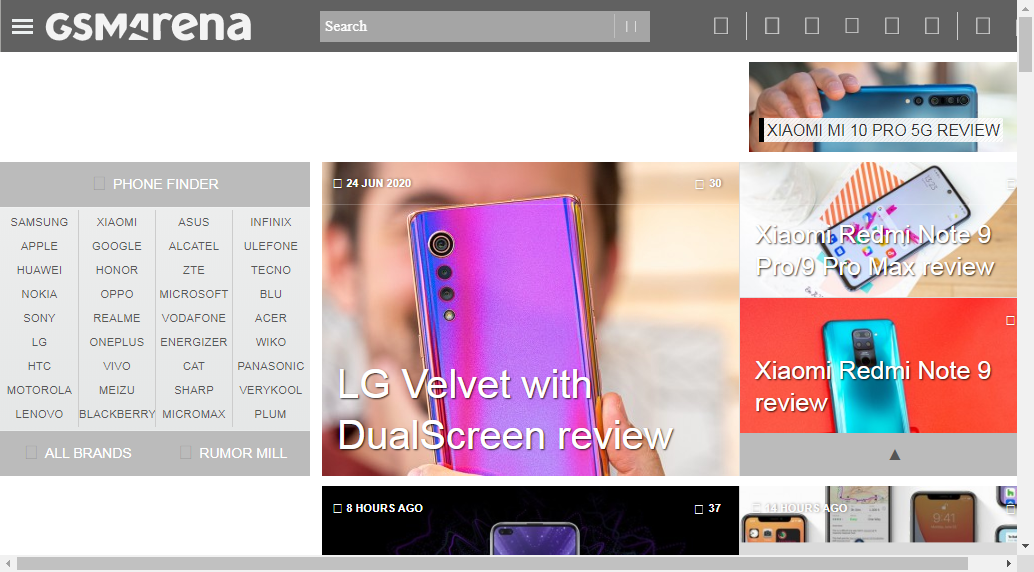 GSMArena
Search
XIAOMI MI 10 PRO 5G REVIEW
PHONE FINDER
SAMSUNG XIAOMI ASUS INFINIX
APPLE GOOGLE ALCATEL ULEFONE
HUAWEI HONOR ZTE TECNO
NOKIA OPPO MICROSOFT BLU
SONY REALME VODAFONE ACER
LG ONEPLUS ENERGIZER WIKO
HTC VIVO CAT PANASONIC
MOTOROLA MEIZU SHARP VERYKOOL
LENOVO BLACKBERRY MICROMAX PLUM
ALL BRANDS RUMOR MILL
24 JUN 2020 30
LG Velvet with
DualScreen review
Xiaomi Redmi Note 9
Pro/9 Pro Max review
Xiaomi Redmi Note 9
review
8 HOURS AGO 37
14 HOURS AGO
9:41